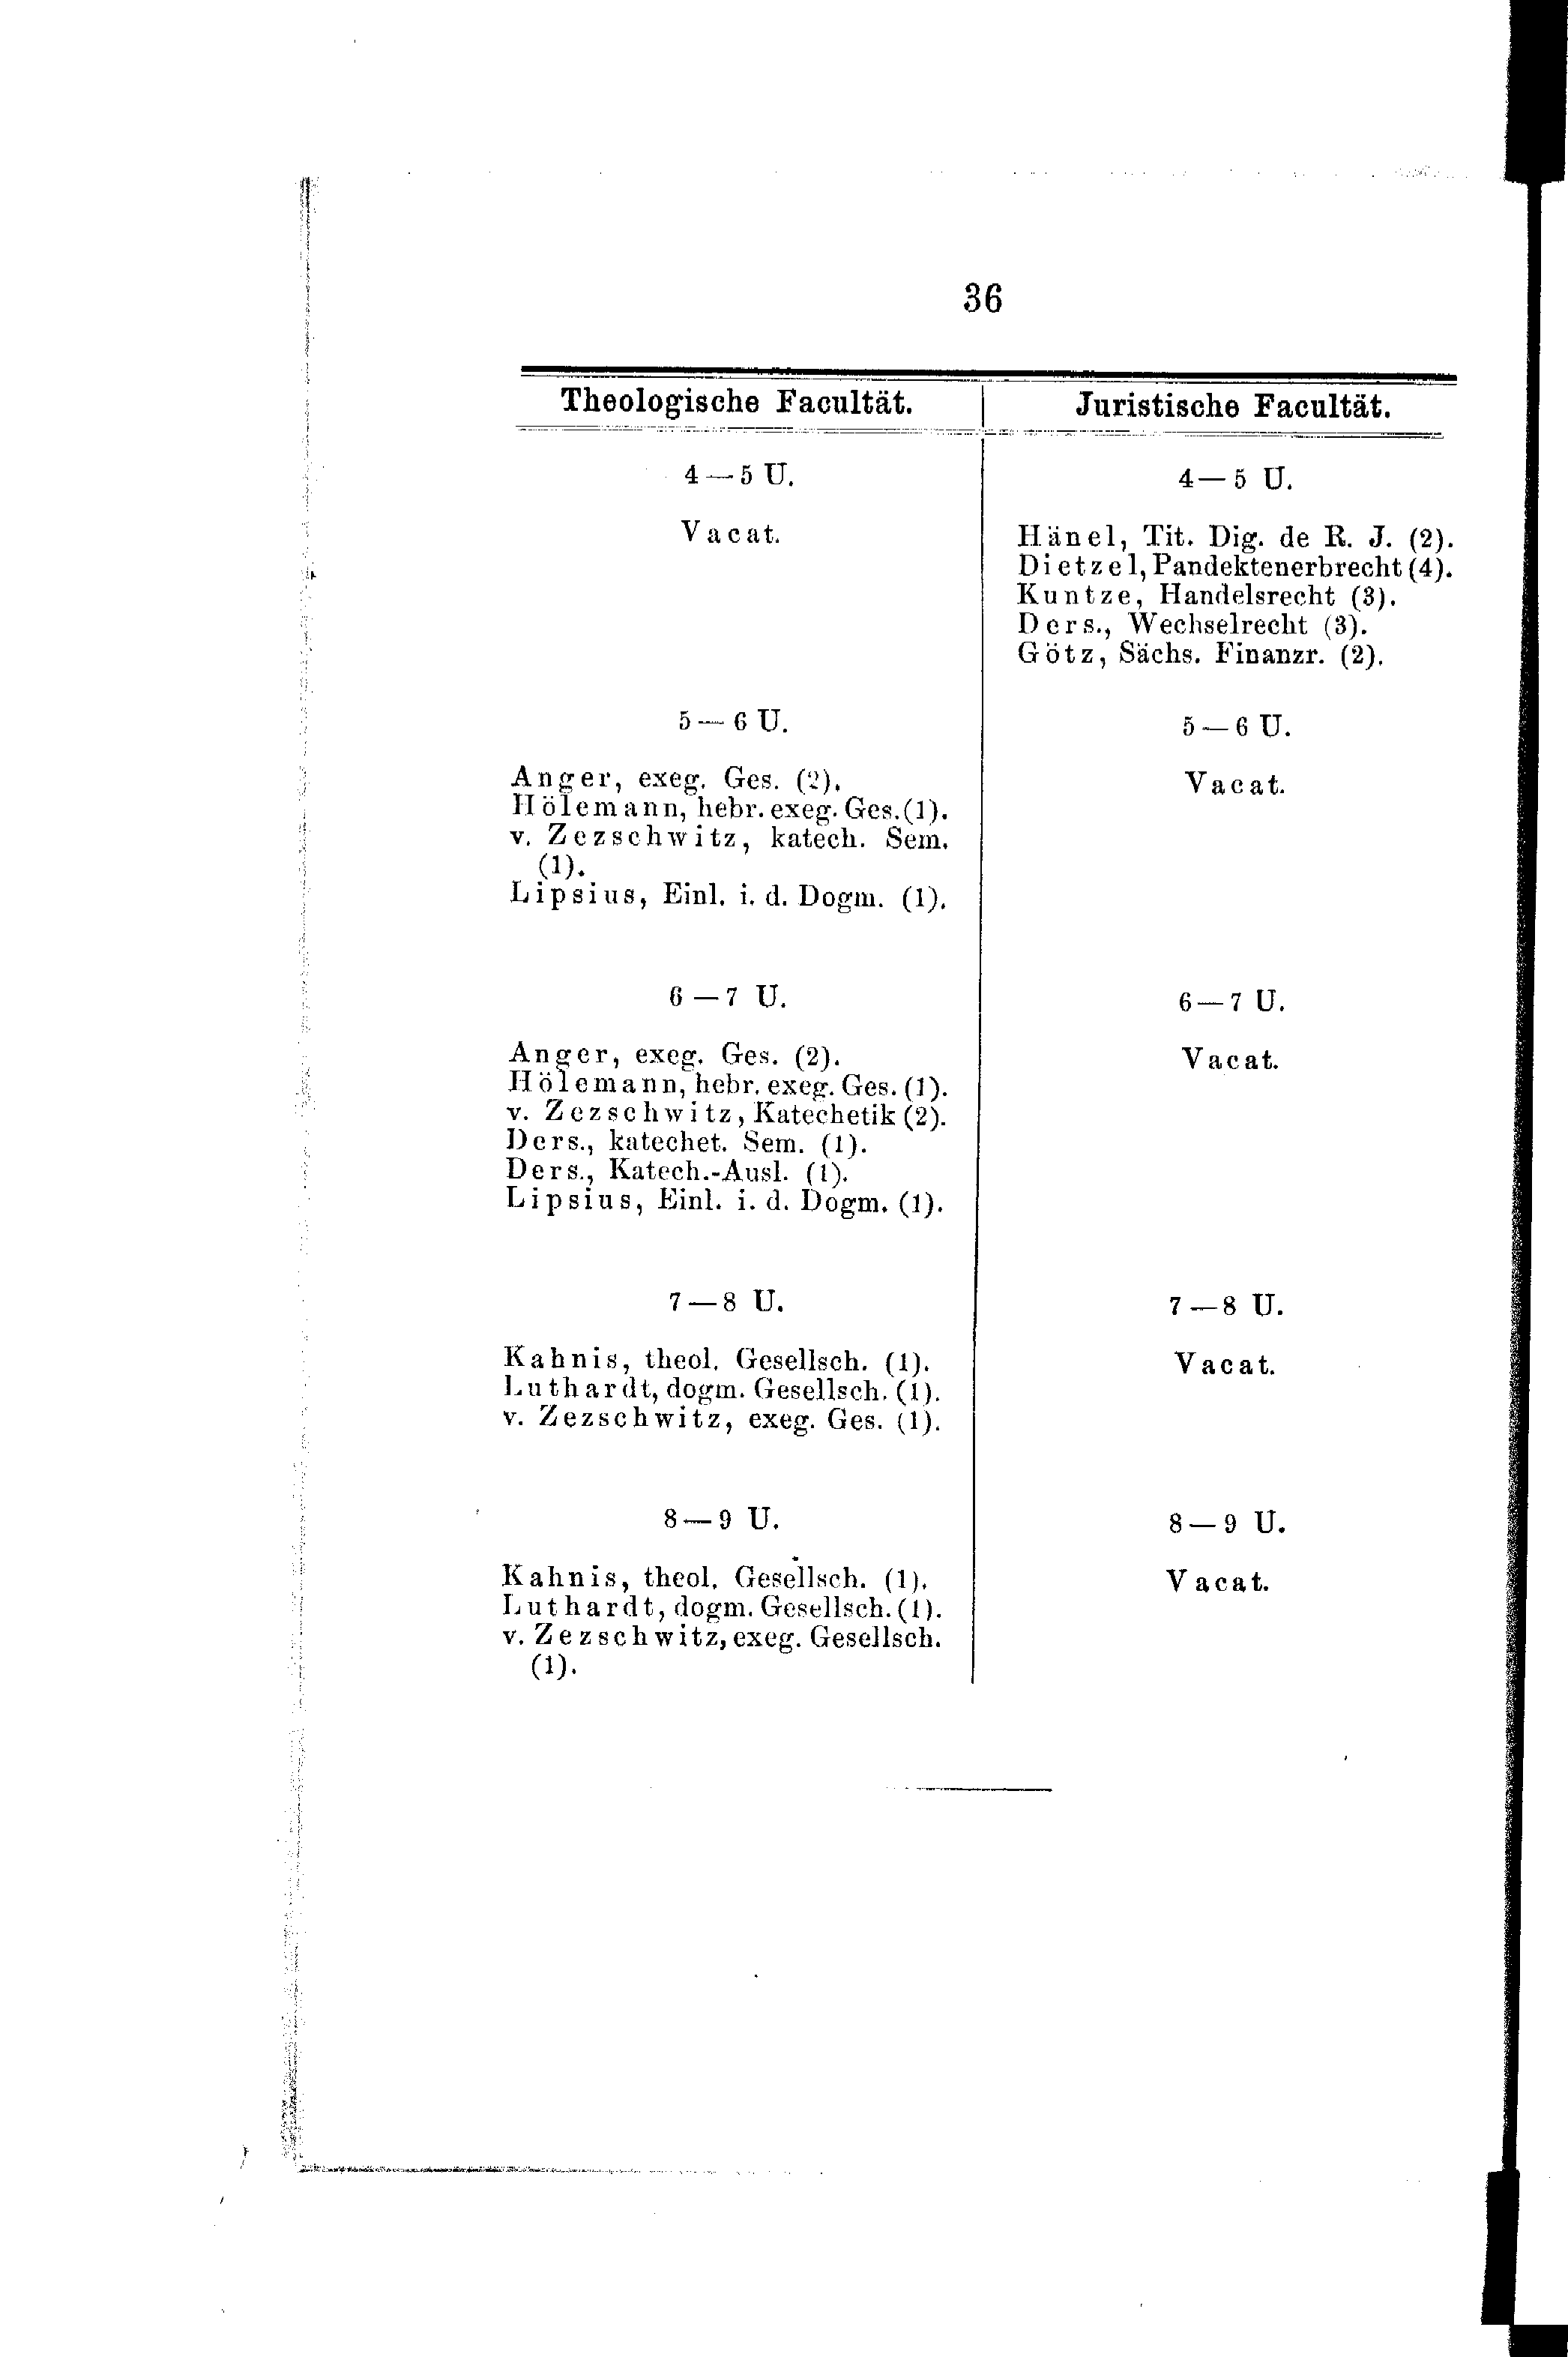 36
Theologische Facultät.
4—5 U.
Vacat.
5—6 U.
Anger, exeg. Ges. (2).
Hölemann, hebr. exeg. Ges. (1).
v. Zezschwitz, katech. Sem.
(1).
Lipsius, Einl. i. d. Dogm. (1).
6—7 U.
Anger, exeg. Ges. (2).
Hölemann, hebr. exeg. Ges. (1).
v. Zezschwitz, Katechetik (2).
Ders., katechet. Sem. (1).
Ders., Katech.-Ausl. (1).
Lipsius, Einl. i. d. Dogm. (1).
7—8 U.
Kahnis, theol. Gesellsch. (1).
Luthardt, dogm. Gesellsch. (1).
v. Zezschwitz, exeg. Ges. (1).
8—9 U.
Kahnis, theol. Gesellsch. (1).
Luthardt, dogm. Gesellsch. (1).
v. Zezschwitz, exeg. Gesellsch.
(1).
Juristische Facultät.
4—5 U.
Hänel, Tit. Dig. de R. J. (2).
Dietzel, Pandektenerbrecht (4).
Kuntze, Handelsrecht (3).
Ders., Wechselrecht (3).
Götz, Sächs. Finanzr. (2).
5—6 U.
Vacat.
6—7 U.
Vacat.
7—8 U.
Vacat.
8—9 U.
Vacat.